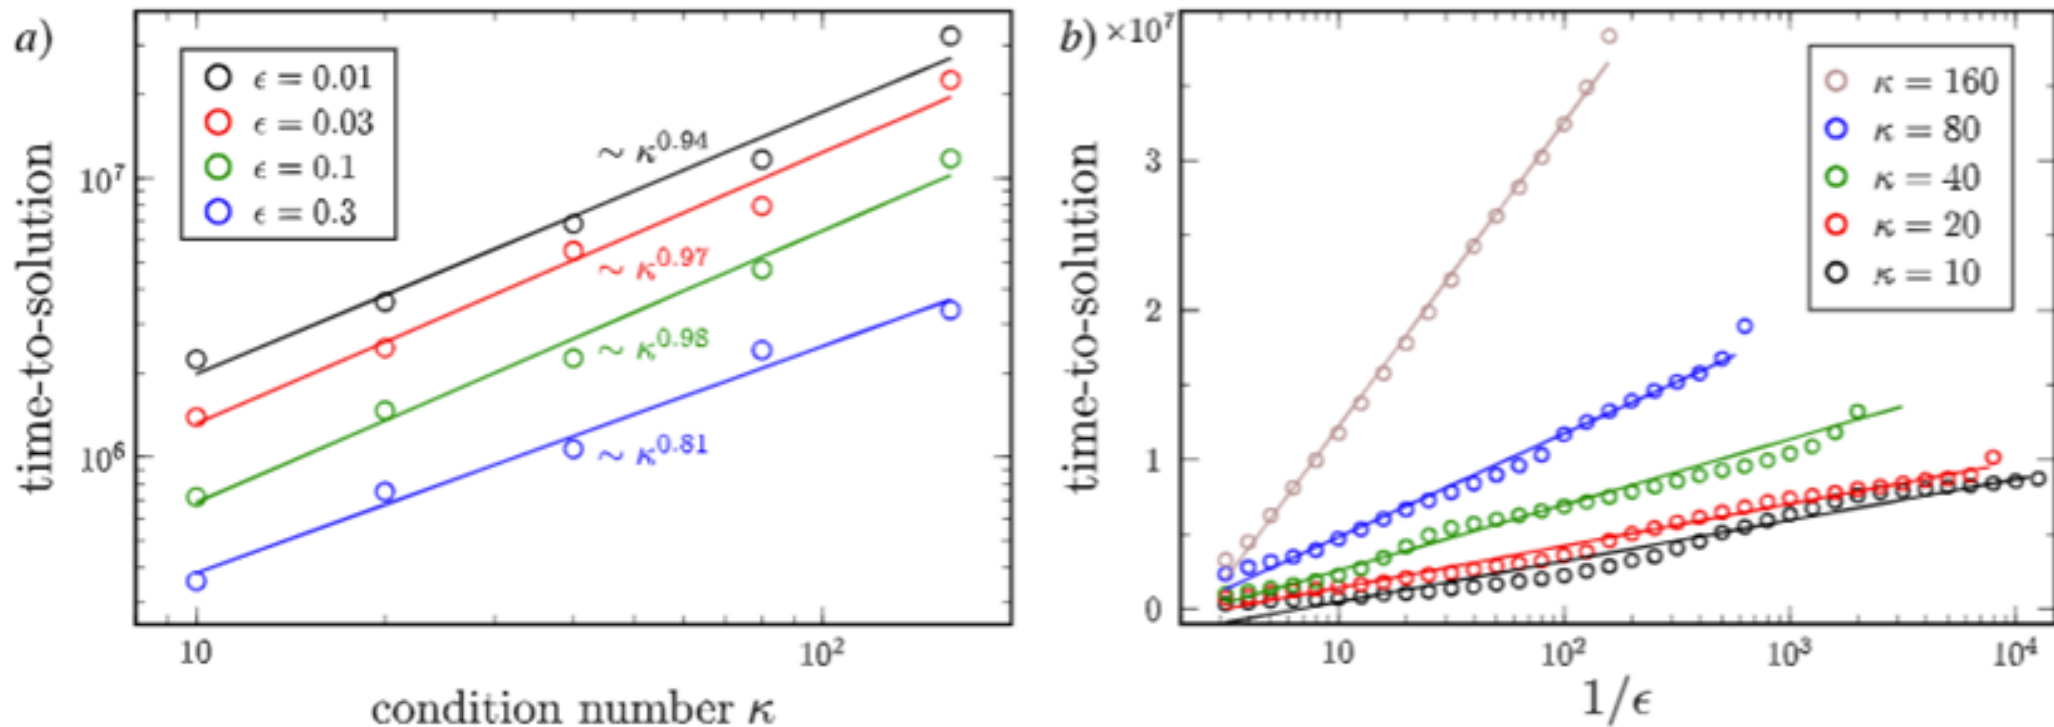 a)
ϵ = 0.01
ϵ = 0.03
ϵ = 0.1
ϵ = 0.3
~ κ^0.94
~ κ^0.97
~ κ^0.98
~ κ^0.81
time-to-solution
10^7
10^6
10
10^2
condition number κ
b) ×10^7
κ = 160
κ = 80
κ = 40
κ = 20
κ = 10
time-to-solution
3
2
1
0
10
10^2
10^3
10^4
1/ϵ